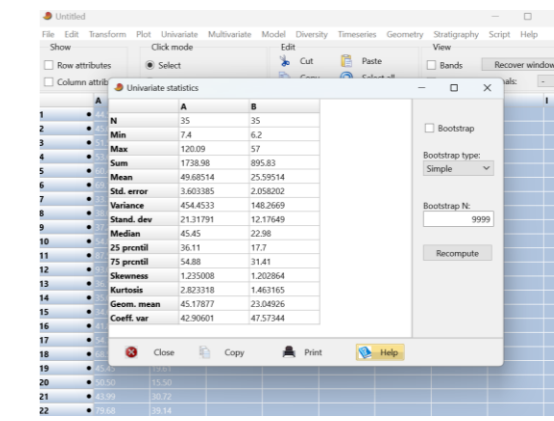 Untitled
File Edit Transform Plot Univariate Multivariate Model Diversity Timeseries Geometry Stratigraphy Script Help
Show Click mode Edit View
Row attributes Select Cut Paste Bands Recover window
Column attrib
A Univariate statistics I
A B
N 35 35
Min 7.4 6.2
Max 120.09 57
Sum 1738.98 895.83
Mean 49.68514 25.59514
Std. error 3.603385 2.058202
Variance 454.4533 148.2669
Stand. dev 21.31791 12.17649
Median 45.45 22.98
25 prcntil 36.11 17.7
75 prcntil 54.88 31.41
Skewness 1.235008 1.202864
Kurtosis 2.823318 1.463165
Geom. mean 45.17877 23.04926
Coeff. var 42.90601 47.57344
Bootstrap
Bootstrap type:
Simple
Bootstrap N:
9999
Recompute
Close Copy Print Help
1
2
3
4
5
6
7
8
9
10
11
12
13
14
15
16
17
18
19 45.45 19.61
20 50.50 15.50
21 43.99 30.72
22 79.68 39.14